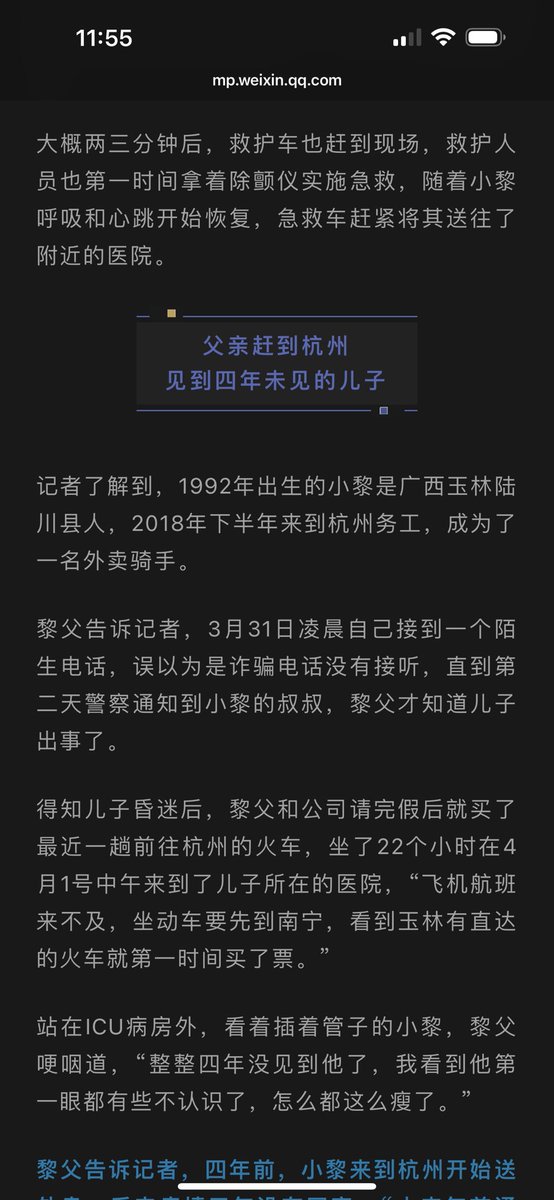 11:55
mp.weixin.qq.com
大概两三分钟后，救护车也赶到现场，救护人
员也第一时间拿着除颤仪实施急救，随着小黎
呼吸和心跳开始恢复，急救车赶紧将其送往了
附近的医院。
父亲赶到杭州
见到四年未见的儿子
记者了解到，1992年出生的小黎是广西玉林陆
川县人，2018年下半年来到杭州务工，成为了
一名外卖骑手。
黎父告诉记者，3月31日凌晨自己接到一个陌
生电话，误以为是诈骗电话没有接听，直到第
二天警察通知到小黎的叔叔，黎父才知道儿子
出事了。
得知儿子昏迷后，黎父和公司请完假后就买了
最近一趟前往杭州的火车，坐了22个小时在4
月1号中午来到了儿子所在的医院，“飞机航班
来不及，坐动车要先到南宁，看到玉林有直达
的火车就第一时间买了票。”
站在ICU病房外，看着插着管子的小黎，黎父
哽咽道，“整整四年没见到他了，我看到他第
一眼都有些不认识了，怎么都这么瘦了。”
黎父告诉记者，四年前，小黎来到杭州开始送